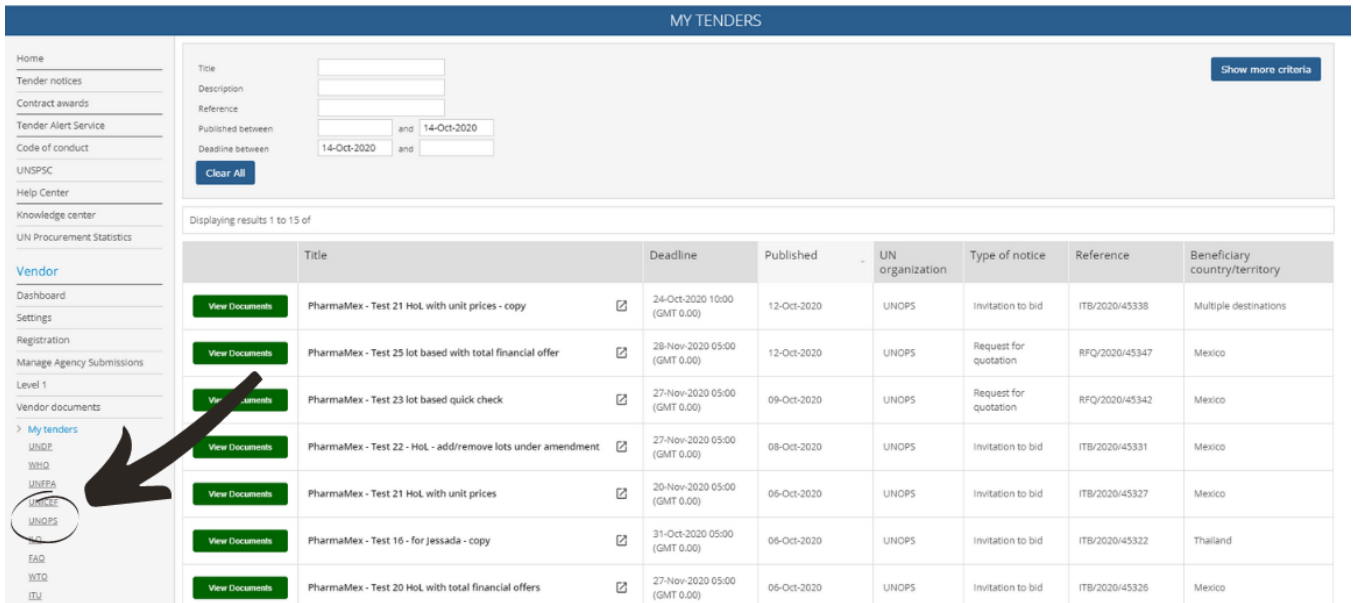 MY TENDERS
Home
Tender notices
Contract awards
Tender Alert Service
Code of conduct
UNSPSC
Help Center
Knowledge center
UN Procurement Statistics
Vendor
Dashboard
Settings
Registration
Manage Agency Submissions
Level 1
Vendor documents
> My tenders
UNDP
WHO
UNFPA
UNICEF
UNOPS
FAO
WTO
ITU
Title
Description
Reference
Published between and 14-Oct-2020
Deadline between 14-Oct-2020 and
Clear All
Show more criteria
Displaying results 1 to 15 of
Title Deadline Published UN organization Type of notice Reference Beneficiary country/territory
View Documents PharmaMex - Test 21 HoL with unit prices - copy 24-Oct-2020 10:00 (GMT 0.00) 12-Oct-2020 UNOPS Invitation to bid ITB/2020/45338 Multiple destinations
View Documents PharmaMex - Test 25 lot based with total financial offer 28-Nov-2020 05:00 (GMT 0.00) 12-Oct-2020 UNOPS Request for quotation RFQ/2020/45347 Mexico
PharmaMex - Test 23 lot based quick check 27-Nov-2020 05:00 (GMT 0.00) 09-Oct-2020 UNOPS Request for quotation RFQ/2020/45342 Mexico
View Documents PharmaMex - Test 22 - HoL - add/remove lots under amendment 27-Nov-2020 05:00 (GMT 0.00) 08-Oct-2020 UNOPS Invitation to bid ITB/2020/45331 Mexico
View Documents PharmaMex - Test 21 HoL with unit prices 20-Nov-2020 05:00 (GMT 0.00) 06-Oct-2020 UNOPS Invitation to bid ITB/2020/45327 Mexico
View Documents PharmaMex - Test 16 - for Jessada - copy 31-Oct-2020 05:00 (GMT 0.00) 06-Oct-2020 UNOPS Invitation to bid ITB/2020/45322 Thailand
View Documents PharmaMex - Test 20 HoL with total financial offers 27-Nov-2020 05:00 (GMT 0.00) 06-Oct-2020 UNOPS Invitation to bid ITB/2020/45326 Mexico